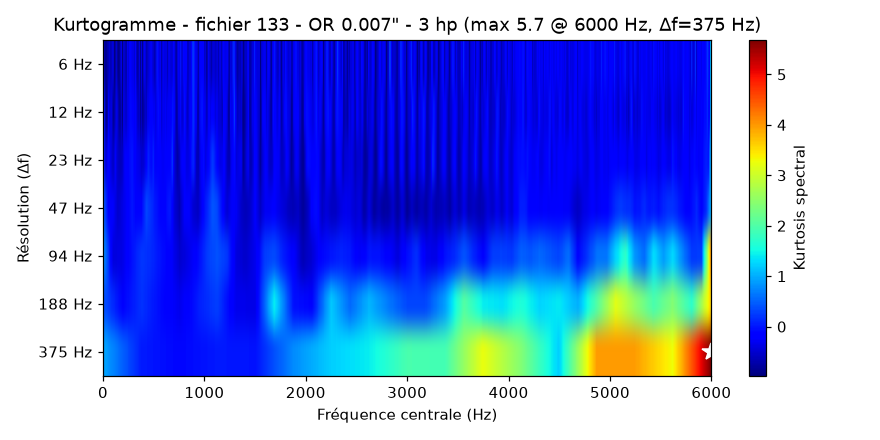 Kurtogramme - fichier 133 - OR 0.007" - 3 hp (max 5.7 @ 6000 Hz, Δf=375 Hz)
Résolution (Δf)
6 Hz
12 Hz
23 Hz
47 Hz
94 Hz
188 Hz
375 Hz
0
1000
2000
3000
4000
5000
6000
Fréquence centrale (Hz)
5
4
3
2
1
0
Kurtosis spectral